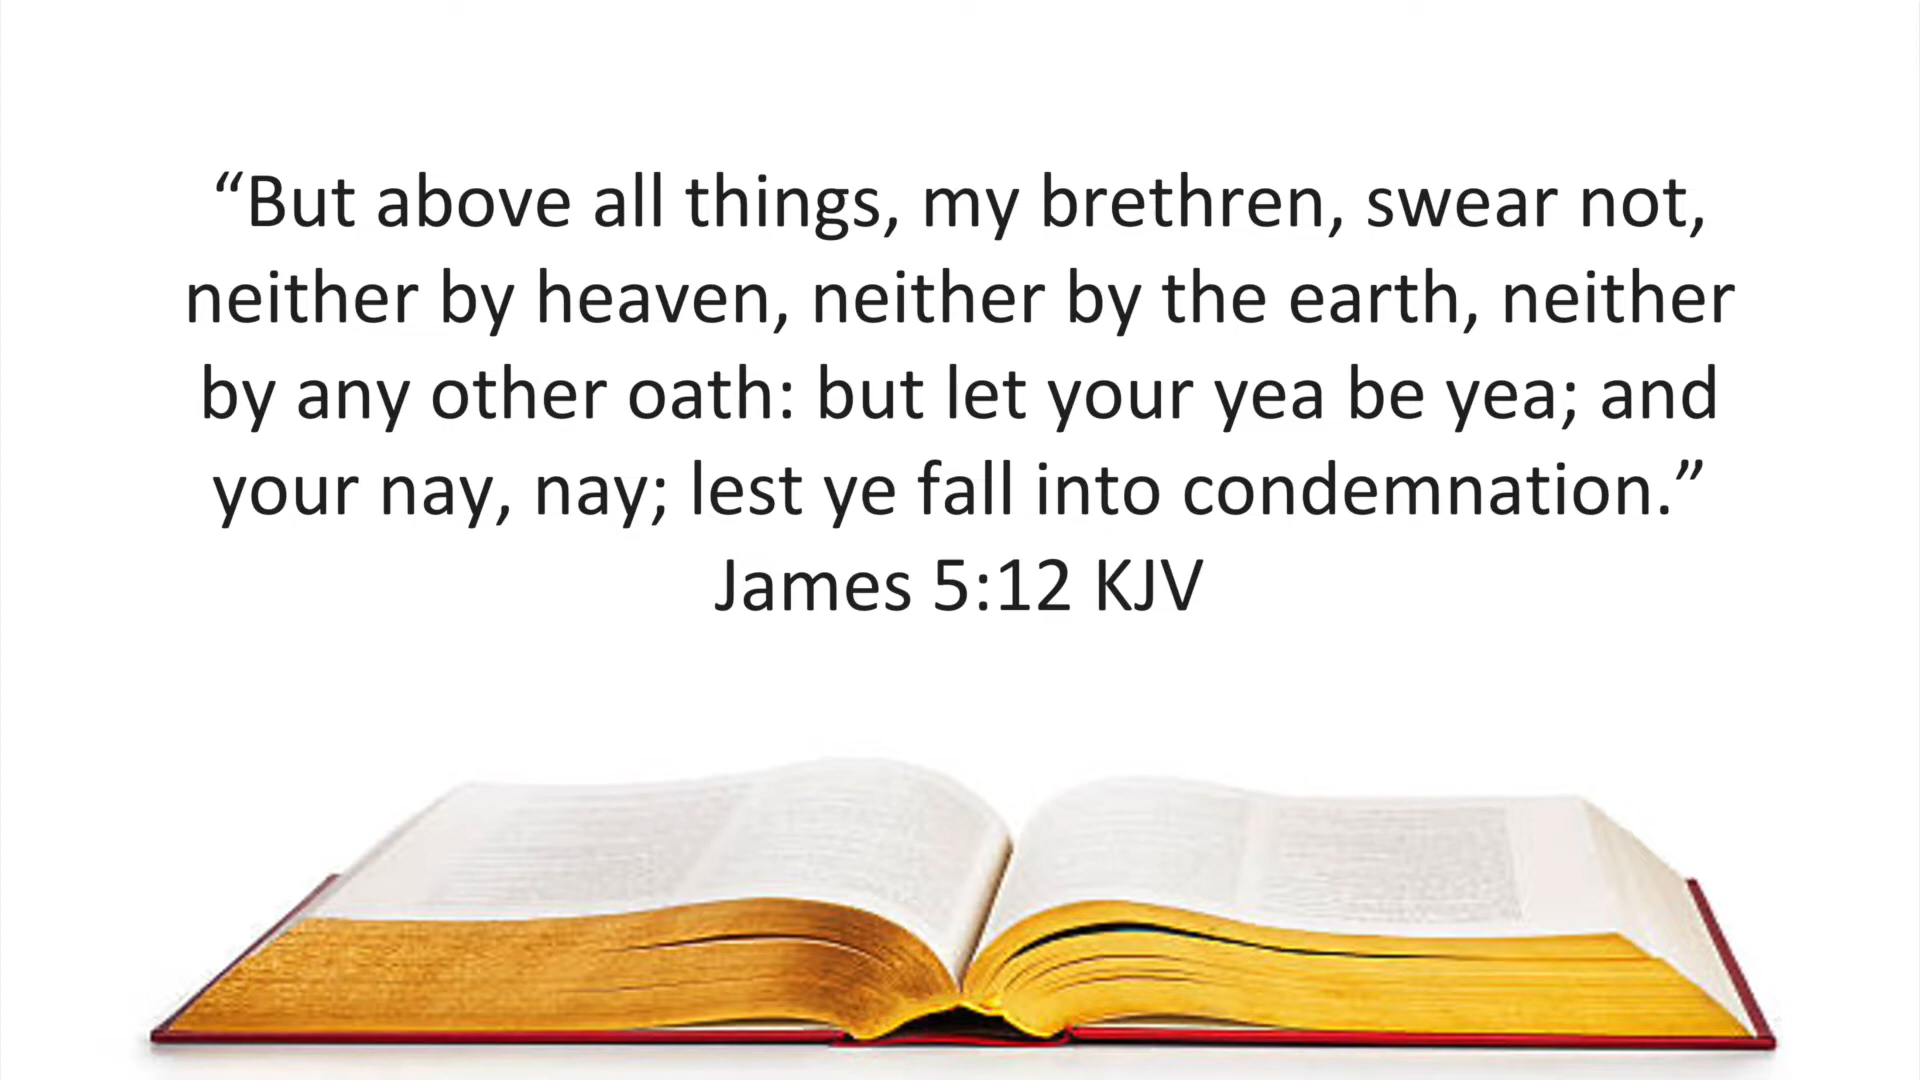 “But above all things, my brethren, swear not,
neither by heaven, neither by the earth, neither
by any other oath: but let your yea be yea; and
your nay, nay; lest ye fall into condemnation.”
James 5:12 KJV